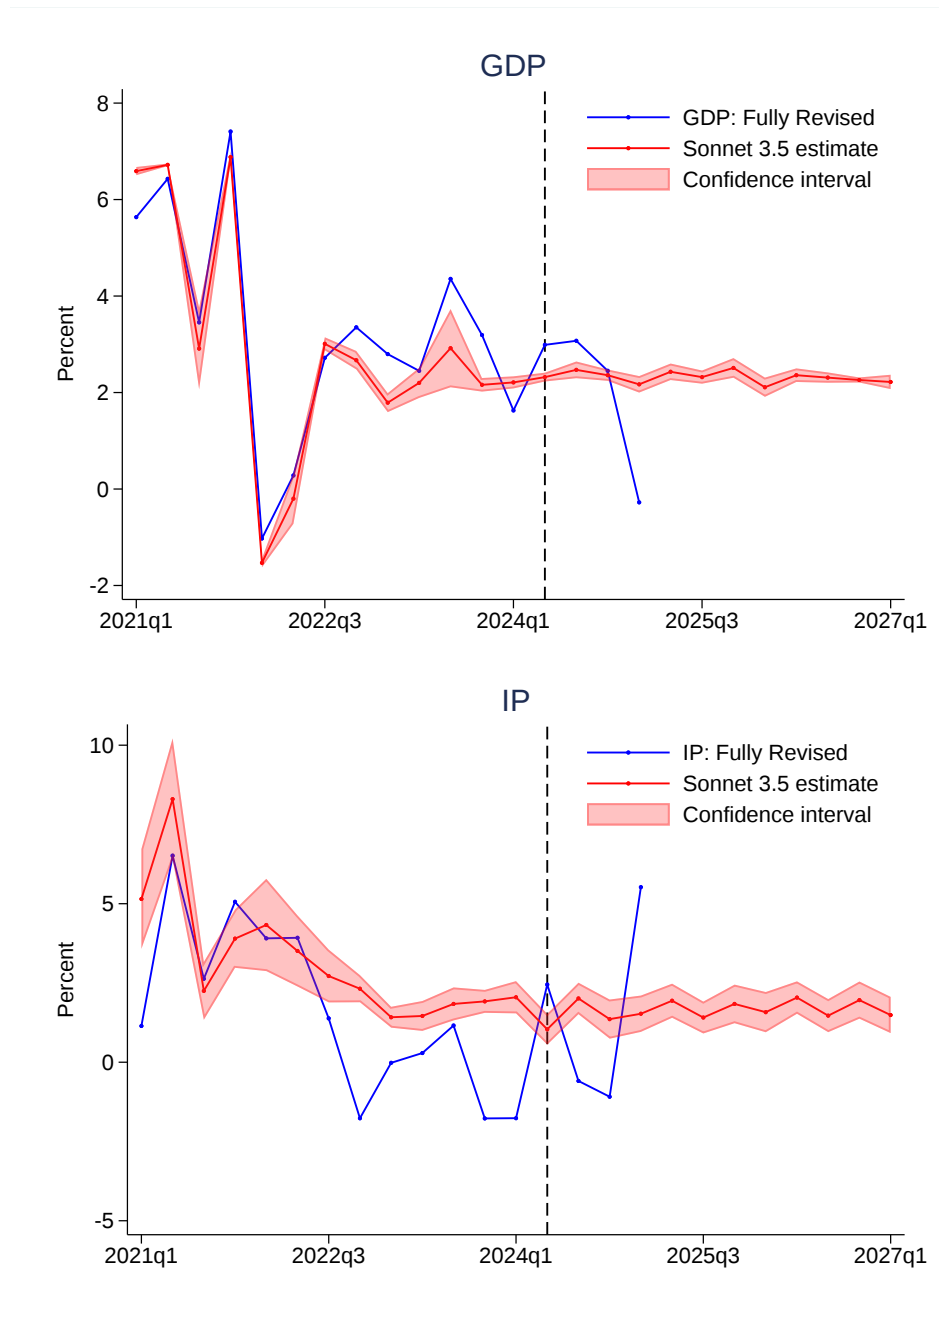 GDP
8
6
4
2
0
-2
Percent
GDP: Fully Revised
Sonnet 3.5 estimate
Confidence interval
2021q1 2022q3 2024q1 2025q3 2027q1
IP
10
5
0
-5
Percent
IP: Fully Revised
Sonnet 3.5 estimate
Confidence interval
2021q1 2022q3 2024q1 2025q3 2027q1